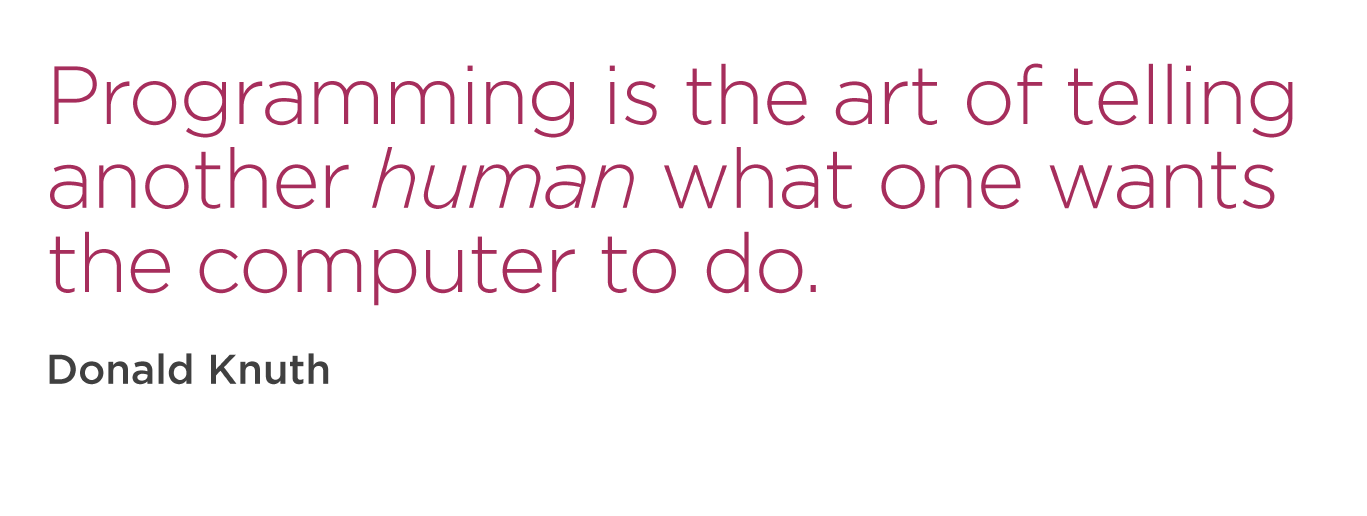 Programming is the art of telling
another human what one wants
the computer to do.
Donald Knuth